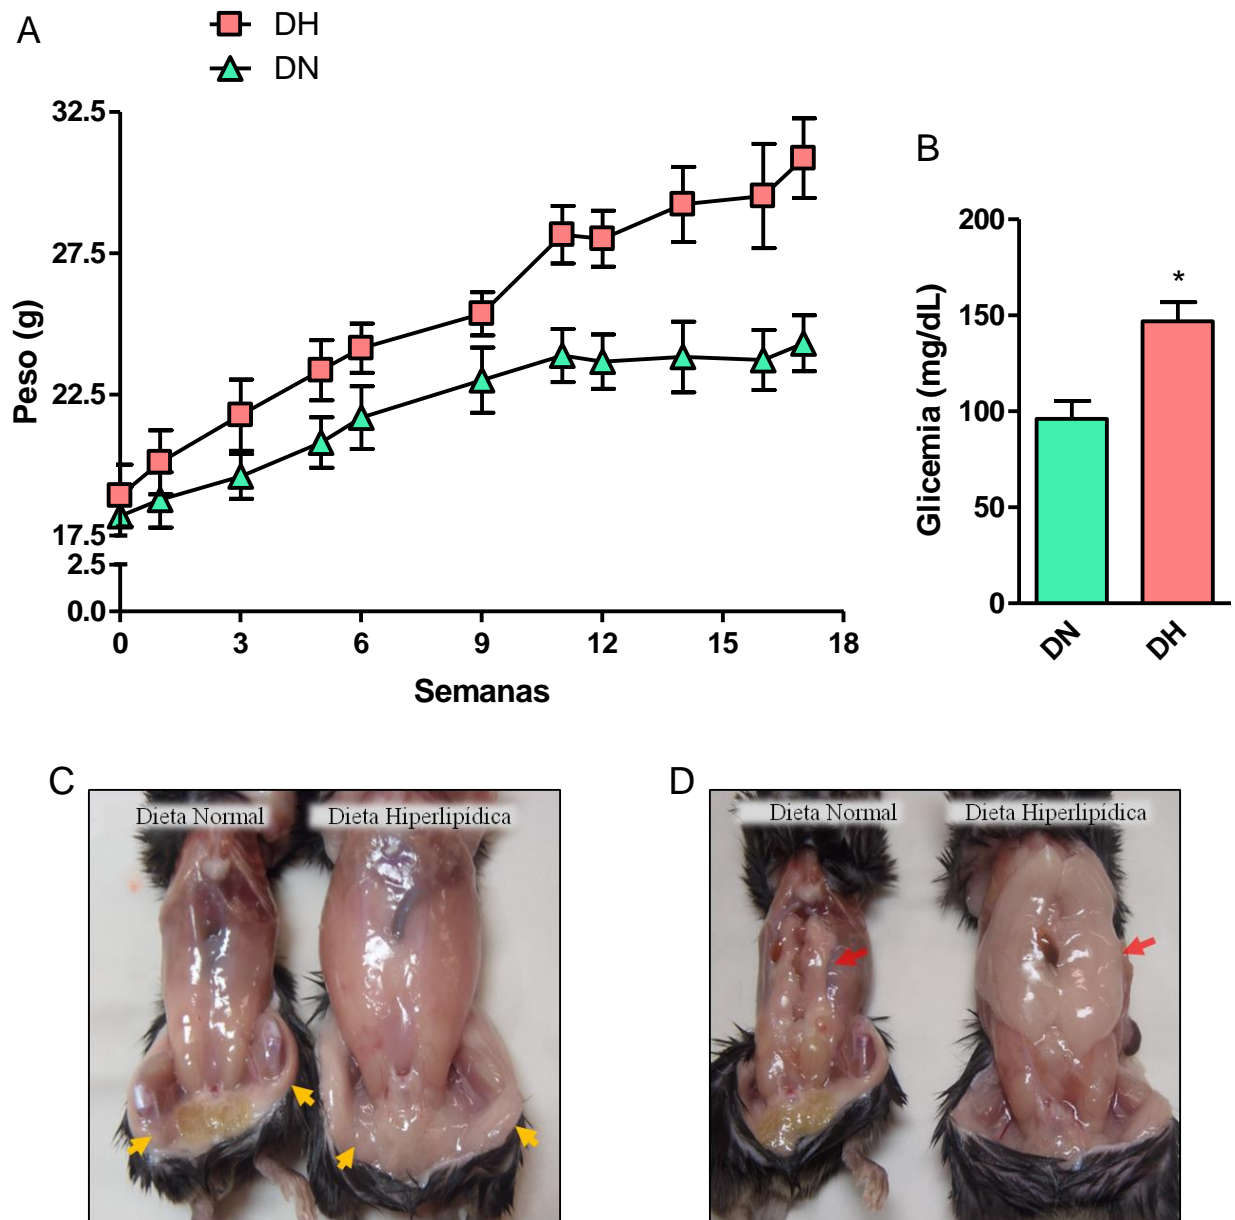 A
DH
DN
32.5
27.5
22.5
17.5
2.5
0.0
Peso (g)
0 3 6 9 12 15 18
Semanas
B
200
150
100
50
0
Glicemia (mg/dL)
*
DN DH
C
Dieta Normal Dieta Hiperlipídica
D
Dieta Normal Dieta Hiperlipídica